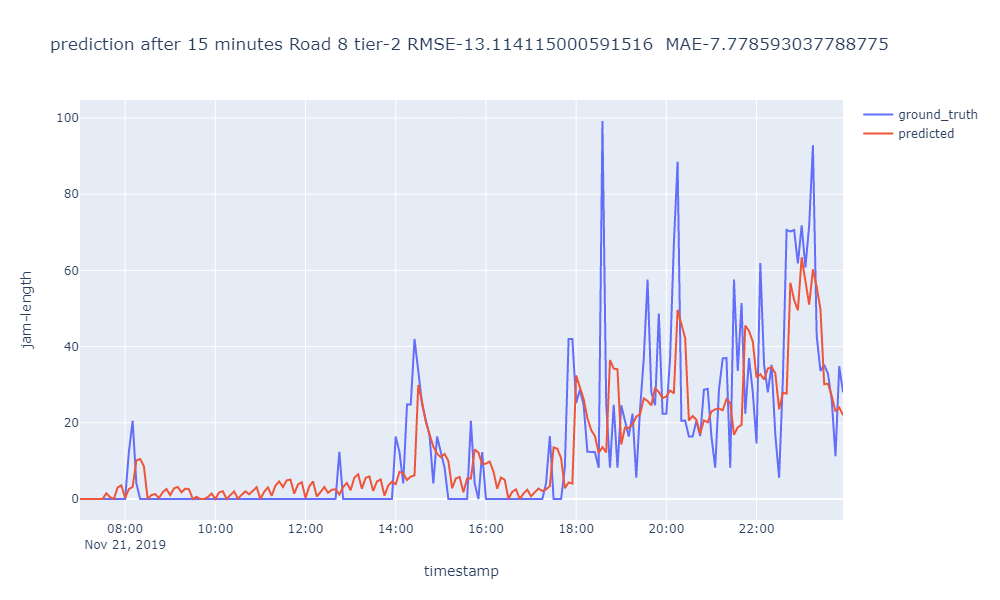 prediction after 15 minutes Road 8 tier-2 RMSE-13.114115000591516  MAE-7.778593037788775
ground_truth
predicted
100
80
60
40
20
0
jam-length
08:00 10:00 12:00 14:00 16:00 18:00 20:00 22:00
Nov 21, 2019
timestamp